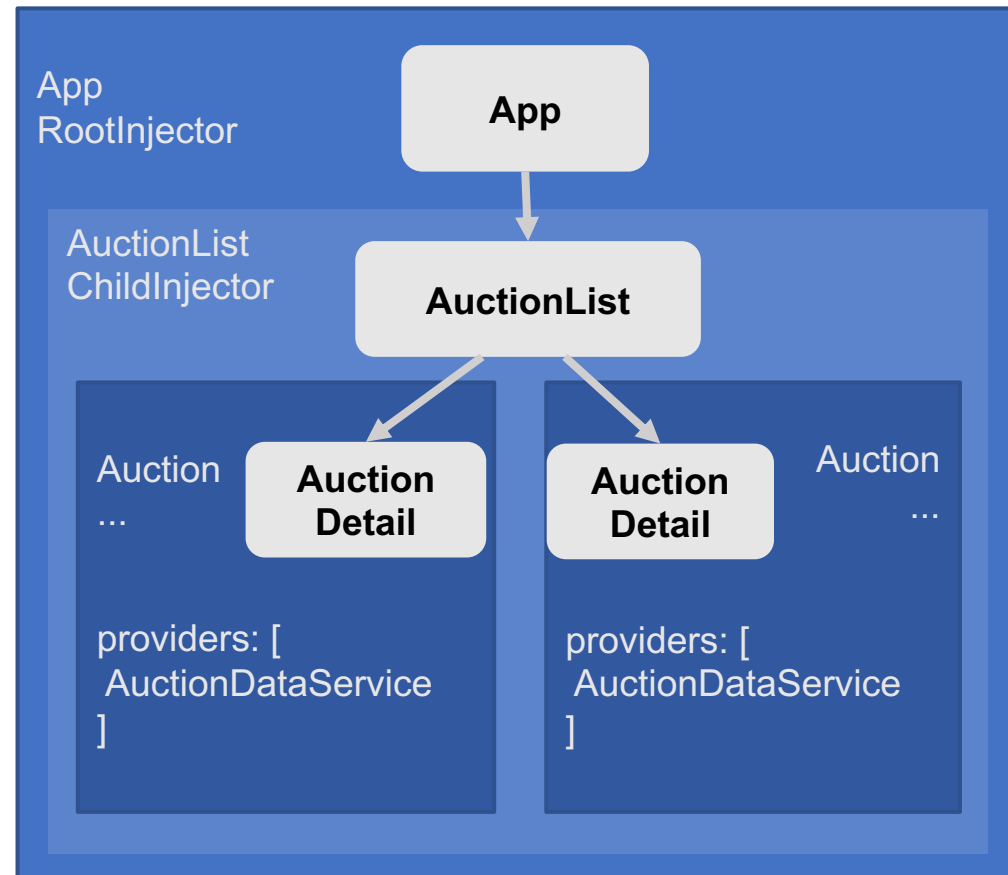 App
RootInjector
App
AuctionList
ChildInjector
AuctionList
Auction
...
Auction
Detail
providers: [
AuctionDataService
]
Auction
Detail
Auction
...
providers: [
AuctionDataService
]